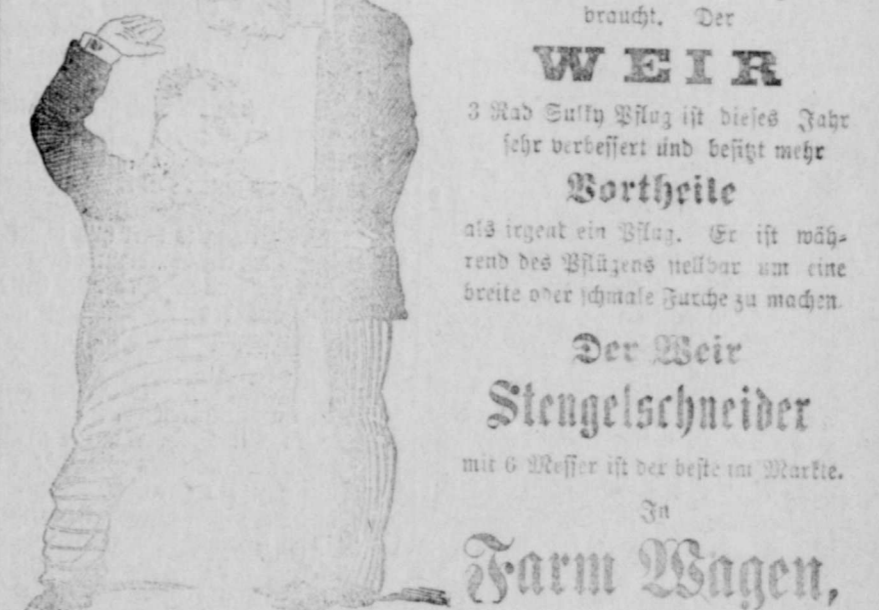 braucht. Der
WEIR
3 Rad Sulky Pflug ist dieses Jahr
sehr verbessert und besitzt mehr
Vortheile
als irgend ein Pflug. Er ist wäh-
rend des Pflügens stellbar um eine
breite oder schmale Furche zu machen.
Der Weir
Stengelschneider
mit 6 Messer ist der beste im Markte.
In
Farm Wagen,